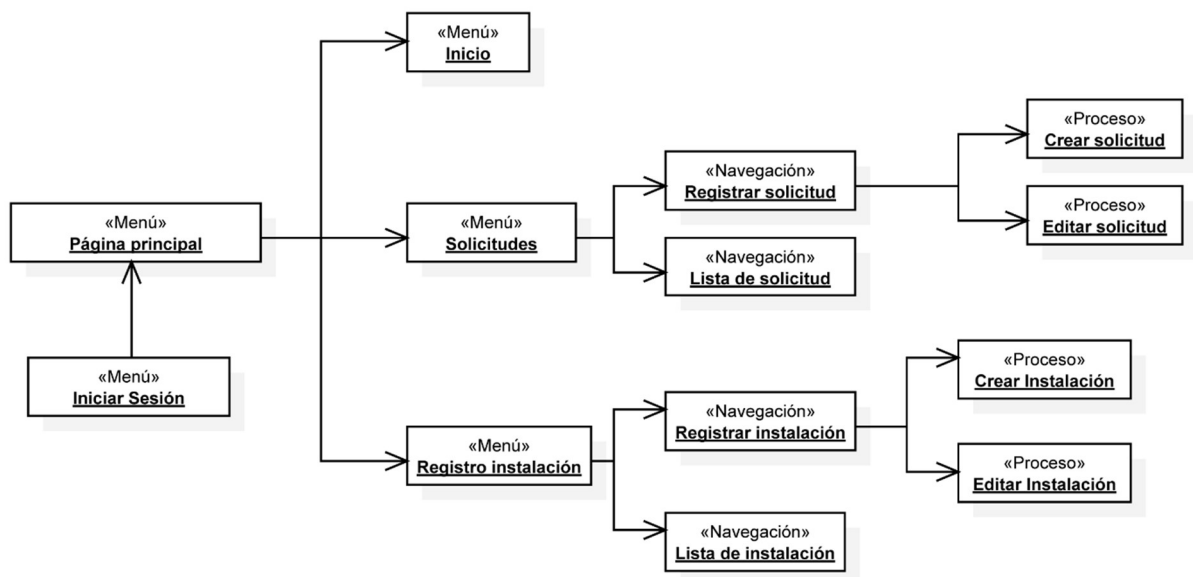 «Menú»
Inicio
«Proceso»
Crear solicitud
«Navegación»
Registrar solicitud
«Proceso»
Editar solicitud
«Menú»
Página principal
«Menú»
Solicitudes
«Navegación»
Lista de solicitud
«Menú»
Iniciar Sesión
«Proceso»
Crear Instalación
«Navegación»
Registrar instalación
«Menú»
Registro instalación
«Proceso»
Editar Instalación
«Navegación»
Lista de instalación